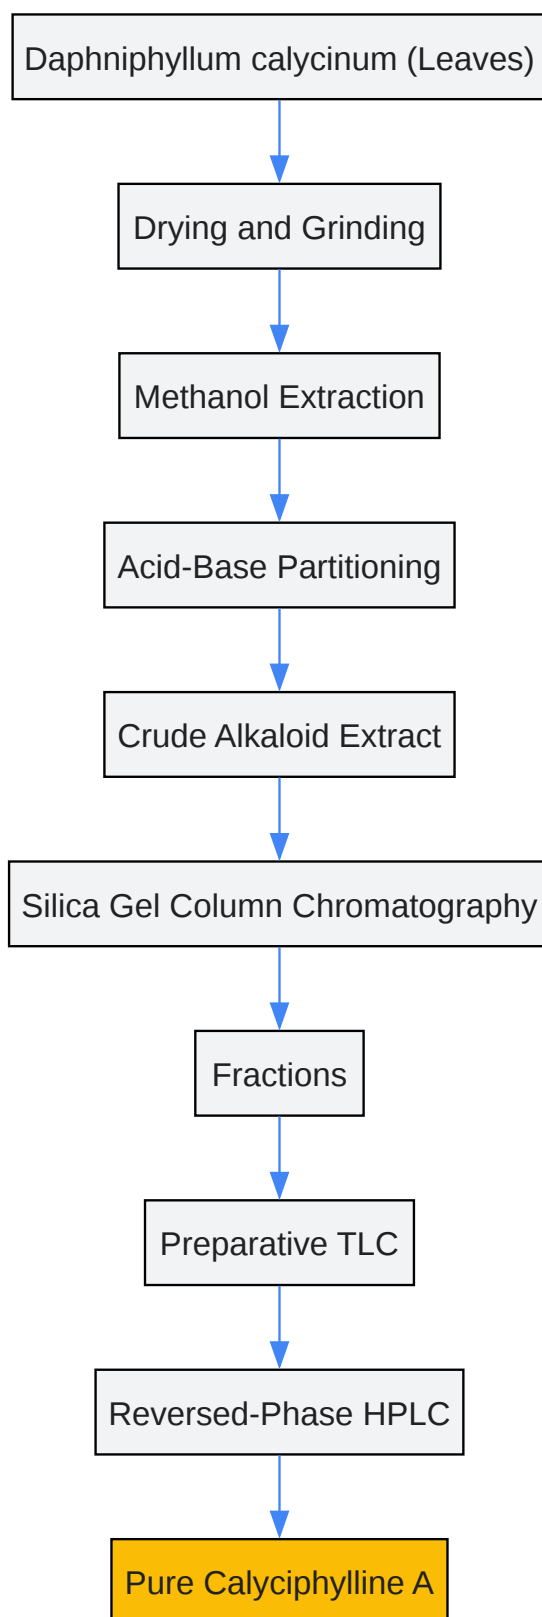 Daphniphyllum calycinum (Leaves)
Drying and Grinding
Methanol Extraction
Acid-Base Partitioning
Crude Alkaloid Extract
Silica Gel Column Chromatography
Fractions
Preparative TLC
Reversed-Phase HPLC
Pure Calyciphylline A